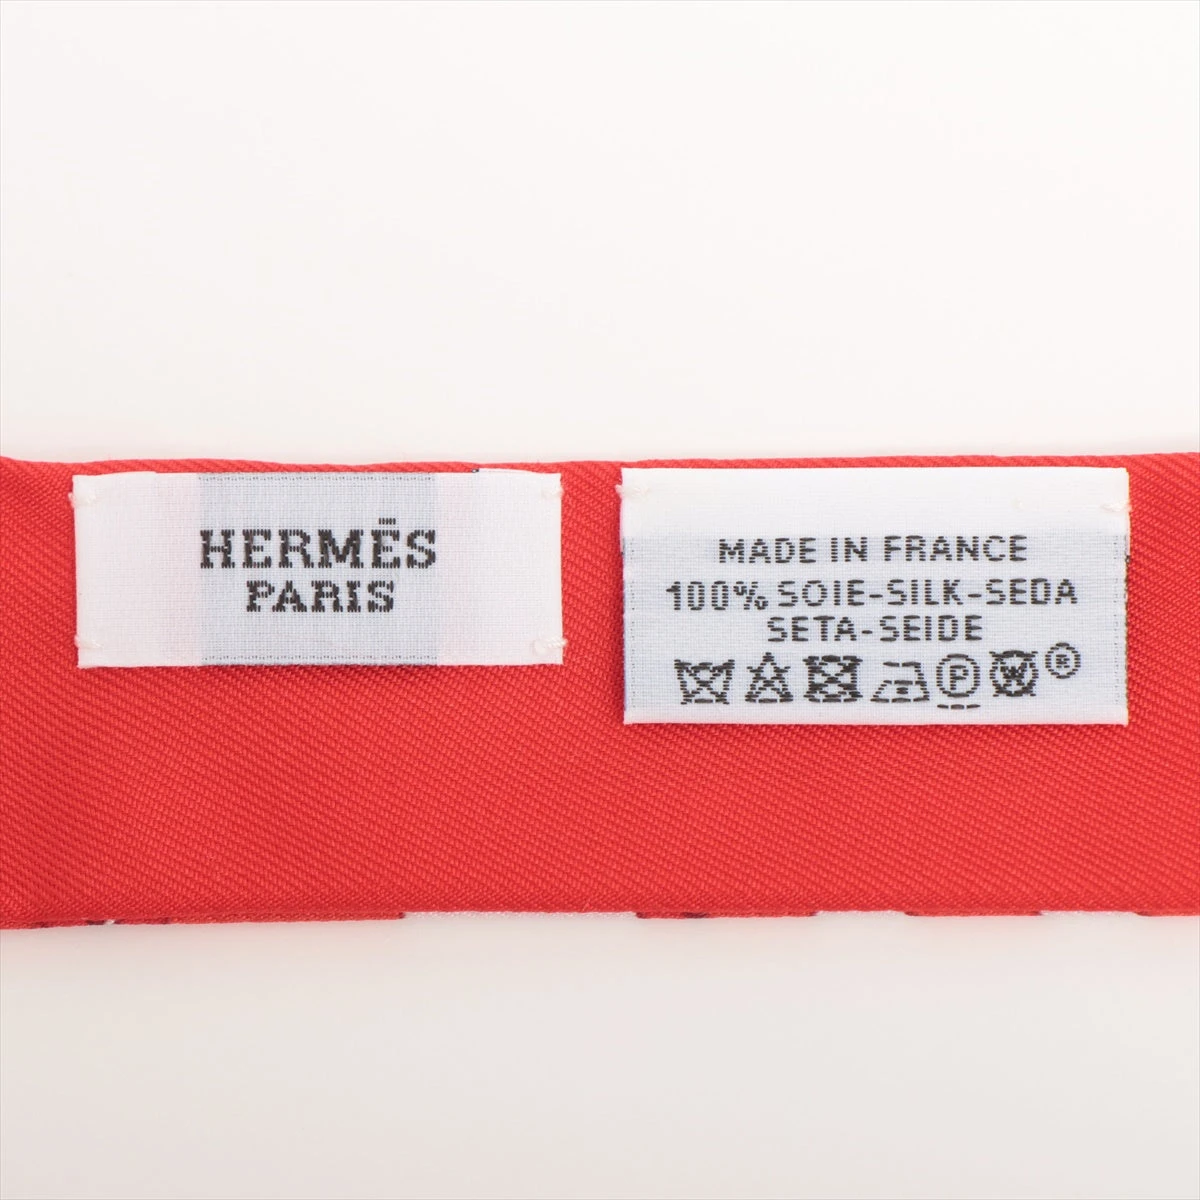 HERMÈS
PARIS
MADE IN FRANCE
100% SOIE-SILK-SEDA
SETA-SEIDE
P W ®